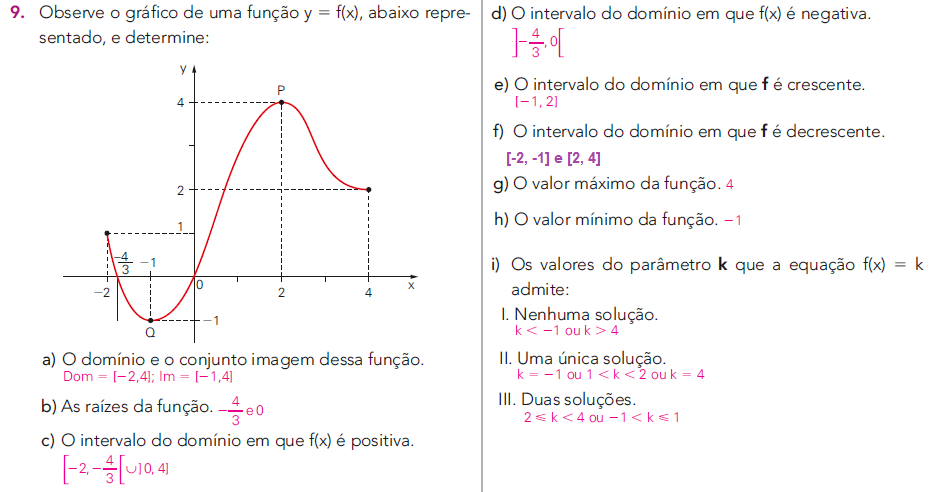 9. Observe o gráfico de uma função y = f(x), abaixo repre-
sentado, e determine:
y
4
P
2
1
-4/3
-1
-2
0
2
4
x
-1
Q
a) O domínio e o conjunto imagem dessa função.
Dom = [-2,4]; Im = [-1,4]
b) As raízes da função. -4/3 e 0
c) O intervalo do domínio em que f(x) é positiva.
[-2, -4/3[ ∪ ]0, 4]
d) O intervalo do domínio em que f(x) é negativa.
]-4/3, 0[
e) O intervalo do domínio em que f é crescente.
[-1, 2]
f) O intervalo do domínio em que f é decrescente.
[-2, -1] e [2, 4]
g) O valor máximo da função. 4
h) O valor mínimo da função. -1
i) Os valores do parâmetro k que a equação f(x) = k
admite:
I. Nenhuma solução.
k < -1 ou k > 4
II. Uma única solução.
k = -1 ou 1 < k < 2 ou k = 4
III. Duas soluções.
2 ⩽ k < 4 ou -1 < k ⩽ 1